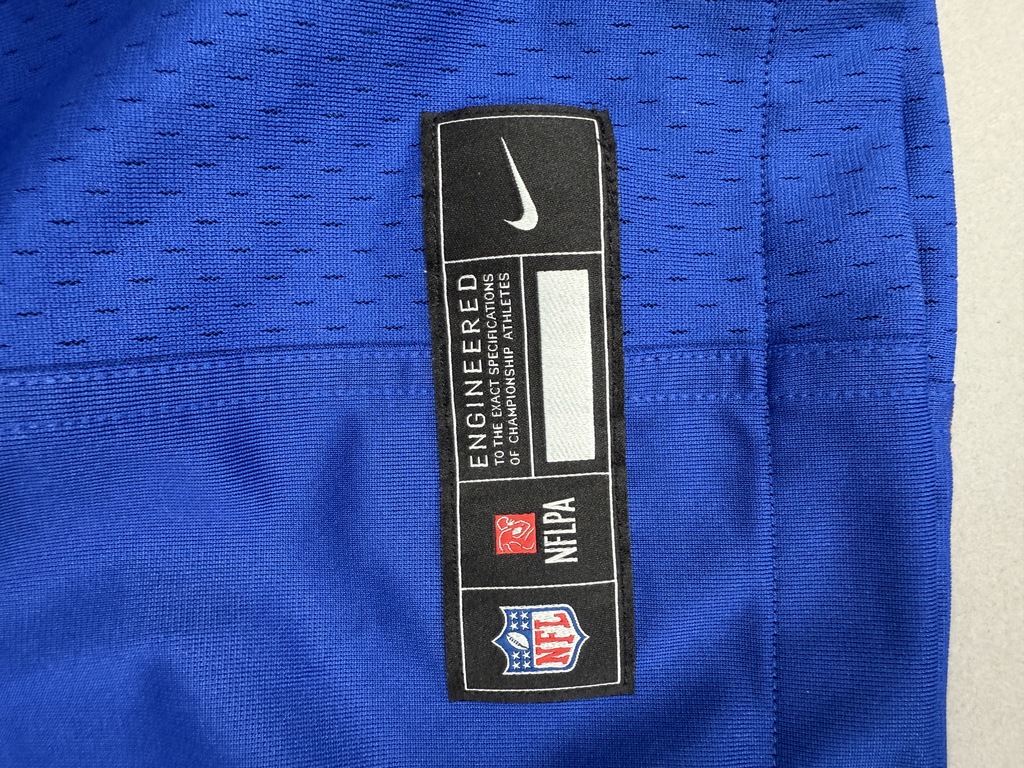 ENGINEERED
TO THE EXACT SPECIFICATIONS
OF CHAMPIONSHIP ATHLETES
NFLPA
NFL